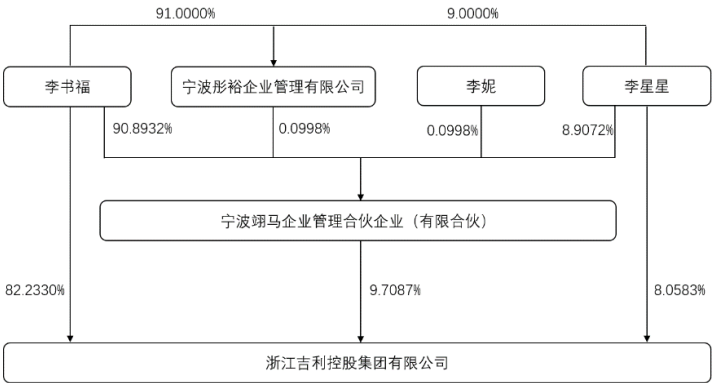 91.0000%
9.0000%
李书福
宁波彤裕企业管理有限公司
李妮
李星星
90.8932%
0.0998%
0.0998%
8.9072%
宁波翊马企业管理合伙企业（有限合伙）
82.2330%
9.7087%
8.0583%
浙江吉利控股集团有限公司